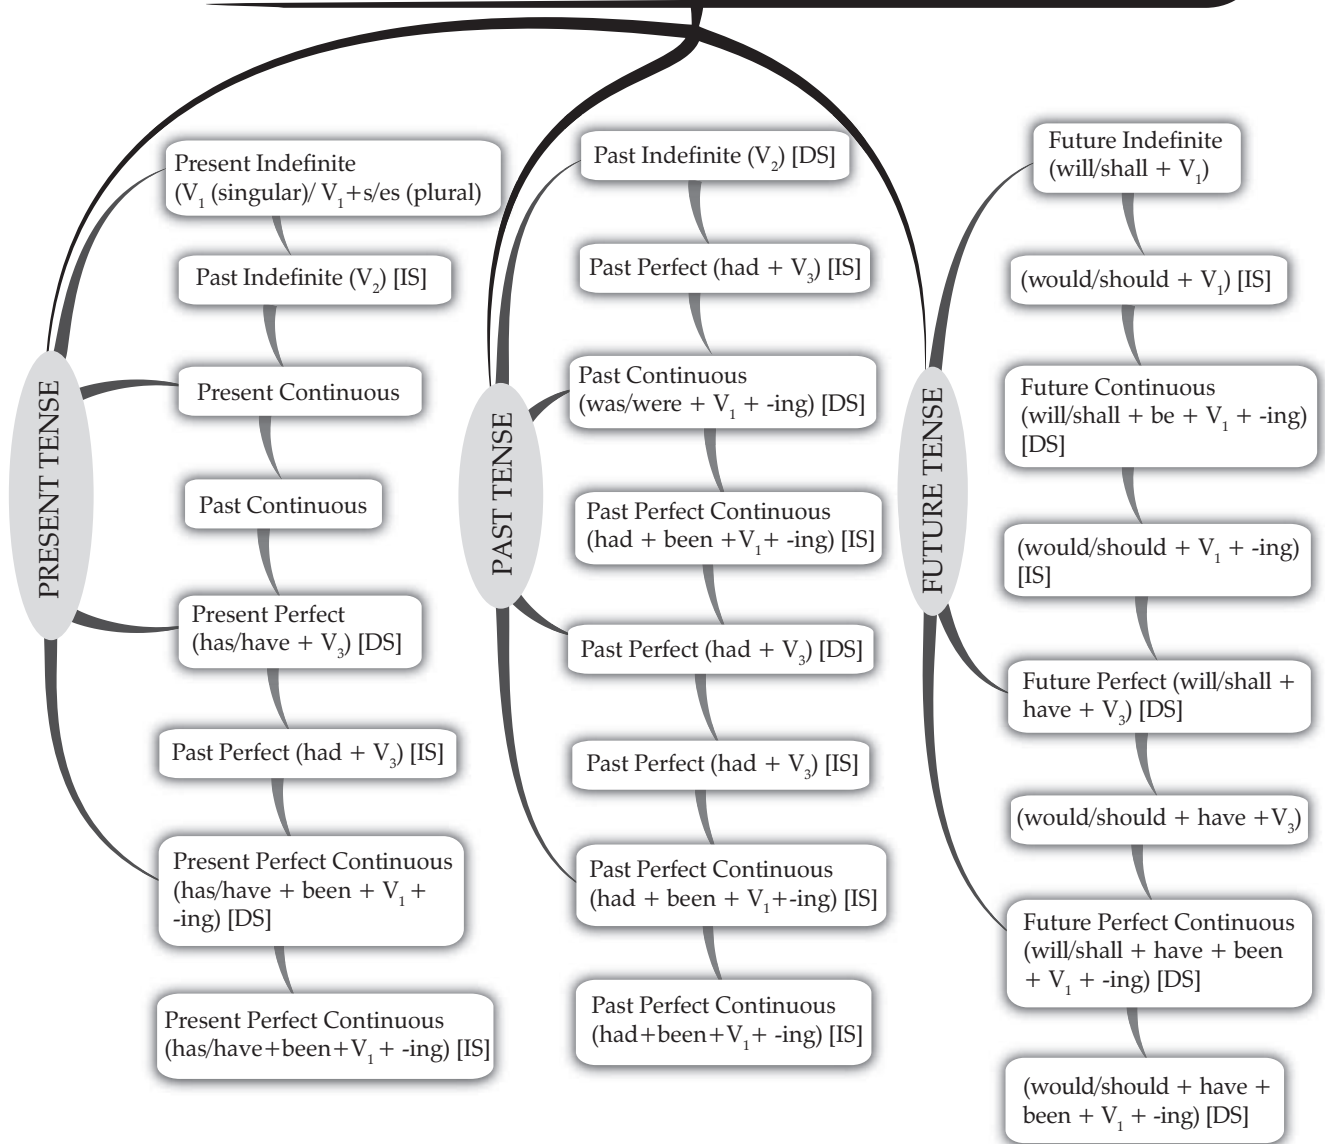 PRESENT TENSE
Present Indefinite
(V₁ (singular)/ V₁+s/es (plural)
Past Indefinite (V₂) [IS]
Present Continuous
Past Continuous
Present Perfect
(has/have + V₃) [DS]
Past Perfect (had + V₃) [IS]
Present Perfect Continuous
(has/have + been + V₁ +
-ing) [DS]
Present Perfect Continuous
(has/have+been+V₁ + -ing) [IS]
PAST TENSE
Past Indefinite (V₂) [DS]
Past Perfect (had + V₃) [IS]
Past Continuous
(was/were + V₁ + -ing) [DS]
Past Perfect Continuous
(had + been +V₁+ -ing) [IS]
Past Perfect (had + V₃) [DS]
Past Perfect (had + V₃) [IS]
Past Perfect Continuous
(had + been + V₁+-ing) [IS]
Past Perfect Continuous
(had+been+V₁+ -ing) [IS]
FUTURE TENSE
Future Indefinite
(will/shall + V₁)
(would/should + V₁) [IS]
Future Continuous
(will/shall + be + V₁ + -ing)
[DS]
(would/should + V₁ + -ing)
[IS]
Future Perfect (will/shall +
have + V₃) [DS]
(would/should + have +V₃)
Future Perfect Continuous
(will/shall + have + been
+ V₁ + -ing) [DS]
(would/should + have +
been + V₁ + -ing) [DS]